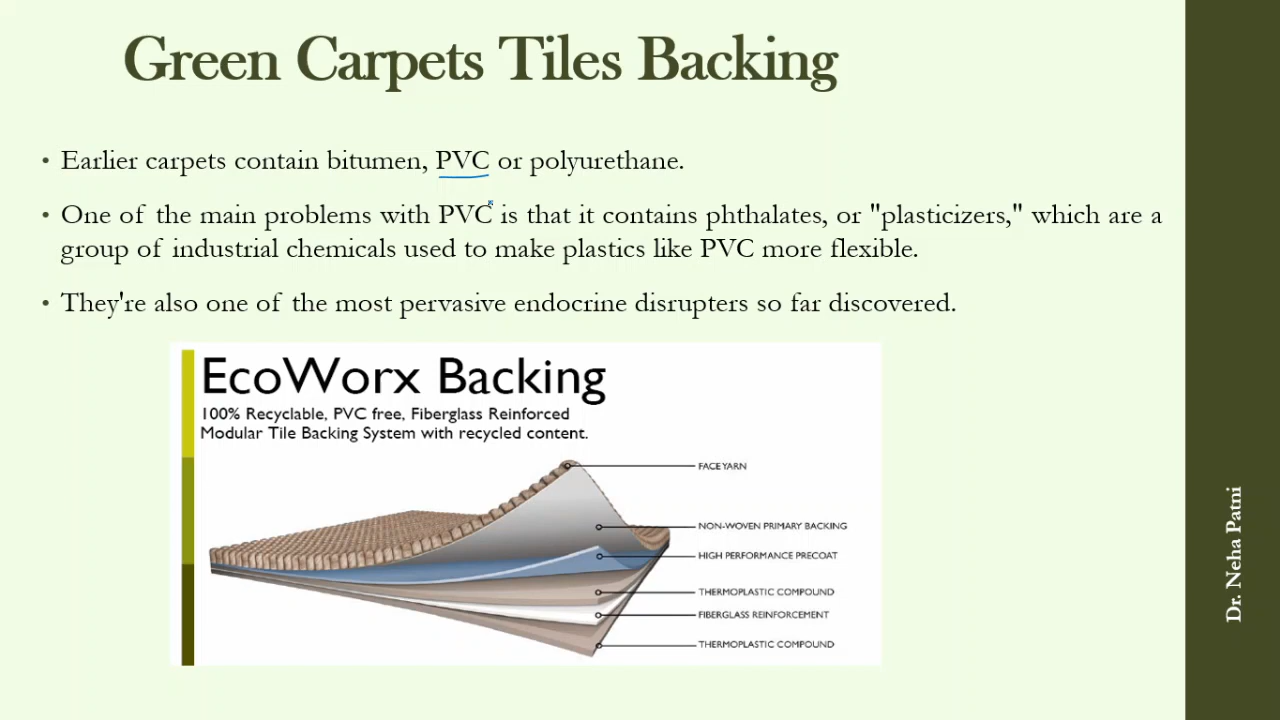 Green Carpets Tiles Backing
• Earlier carpets contain bitumen, PVC or polyurethane.
• One of the main problems with PVC is that it contains phthalates, or "plasticizers," which are a
group of industrial chemicals used to make plastics like PVC more flexible.
• They're also one of the most pervasive endocrine disrupters so far discovered.
EcoWorx Backing
100% Recyclable, PVC free, Fiberglass Reinforced
Modular Tile Backing System with recycled content.
FACE YARN
NON-WOVEN PRIMARY BACKING
HIGH PERFORMANCE PRECOAT
THERMOPLASTIC COMPOUND
FIBERGLASS REINFORCEMENT
THERMOPLASTIC COMPOUND
Dr. Neha Patni